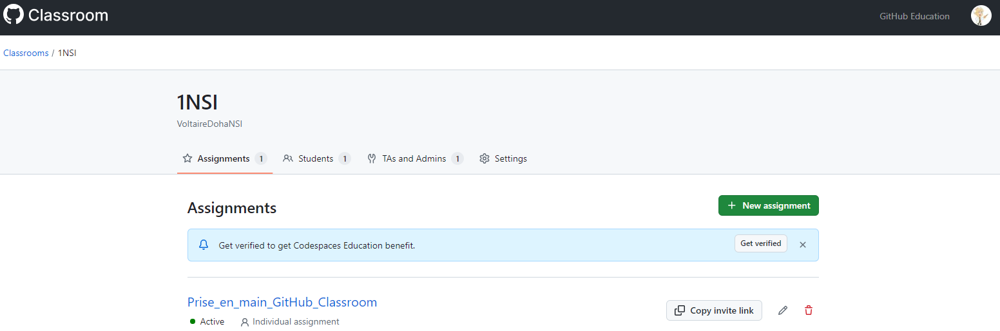 Classroom
GitHub Education
Classrooms / 1NSI
1NSI
VoltaireDohaNSI
Assignments 1 Students 1 TAs and Admins 1 Settings
Assignments
New assignment
Get verified to get Codespaces Education benefit.
Get verified
Prise_en_main_GitHub_Classroom
Copy invite link
Active Individual assignment